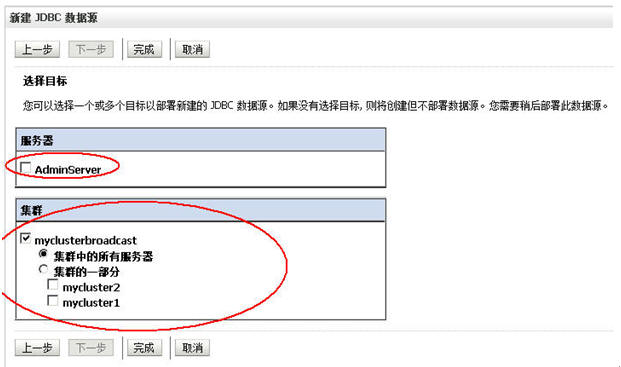 新建 JDBC 数据源
上一步 下一步 完成 取消
选择目标
您可以选择一个或多个目标以部署新建的 JDBC 数据源。如果没有选择目标, 则将创建但不部署数据源。您需要稍后部署此数据源。
服务器
AdminServer
集群
myclusterbroadcast
集群中的所有服务器
集群的一部分
mycluster2
mycluster1
上一步 下一步 完成 取消